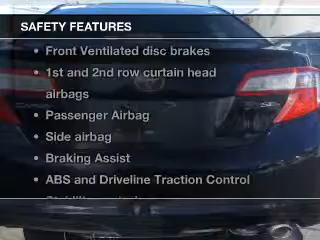 SAFETY FEATURES
• Front Ventilated disc brakes
• 1st and 2nd row curtain head
airbags
• Passenger Airbag
• Side airbag
• Braking Assist
• ABS and Driveline Traction Control